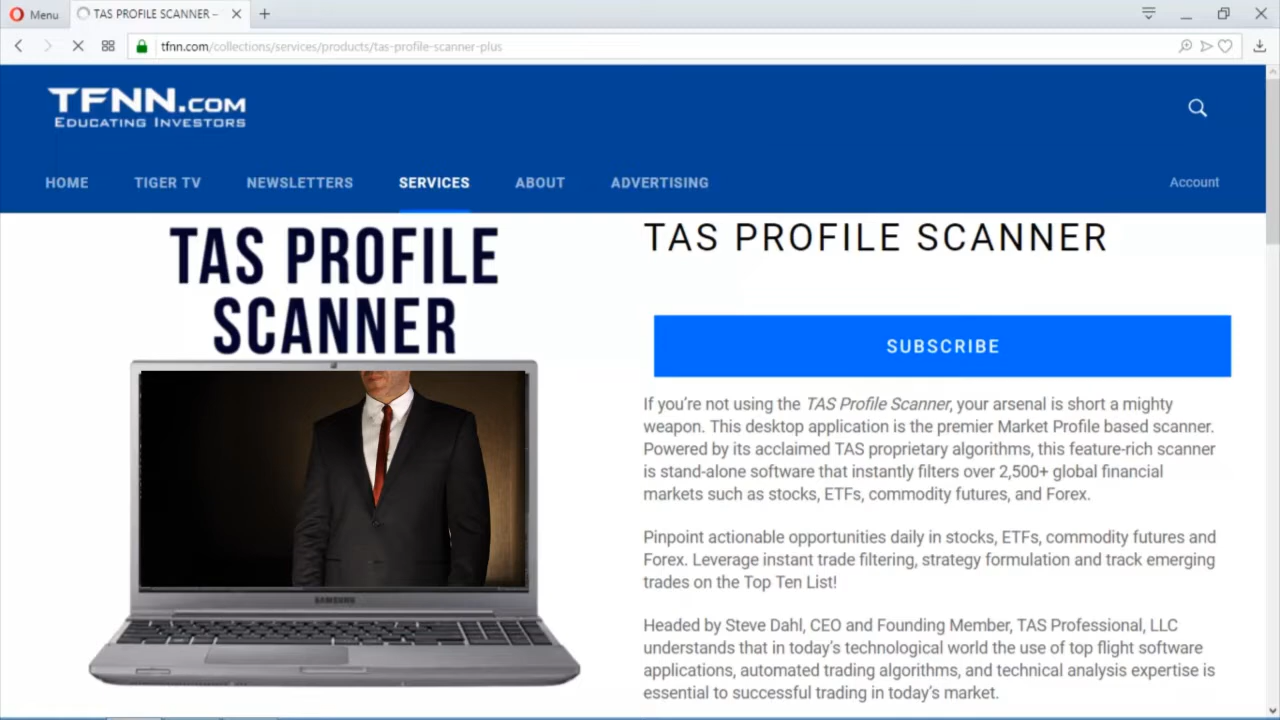 Menu
TAS PROFILE SCANNER –
tfnn.com/collections/services/products/tas-profile-scanner-plus
TFNN.COM
EDUCATING INVESTORS
HOME
TIGER TV
NEWSLETTERS
SERVICES
ABOUT
ADVERTISING
Account
TAS PROFILE
SCANNER
SAMSUNG
TAS PROFILE SCANNER
SUBSCRIBE
If you're not using the TAS Profile Scanner, your arsenal is short a mighty
weapon. This desktop application is the premier Market Profile based scanner.
Powered by its acclaimed TAS proprietary algorithms, this feature-rich scanner
is stand-alone software that instantly filters over 2,500+ global financial
markets such as stocks, ETFs, commodity futures, and Forex.
Pinpoint actionable opportunities daily in stocks, ETFs, commodity futures and
Forex. Leverage instant trade filtering, strategy formulation and track emerging
trades on the Top Ten List!
Headed by Steve Dahl, CEO and Founding Member, TAS Professional, LLC
understands that in today's technological world the use of top flight software
applications, automated trading algorithms, and technical analysis expertise is
essential to successful trading in today's market.